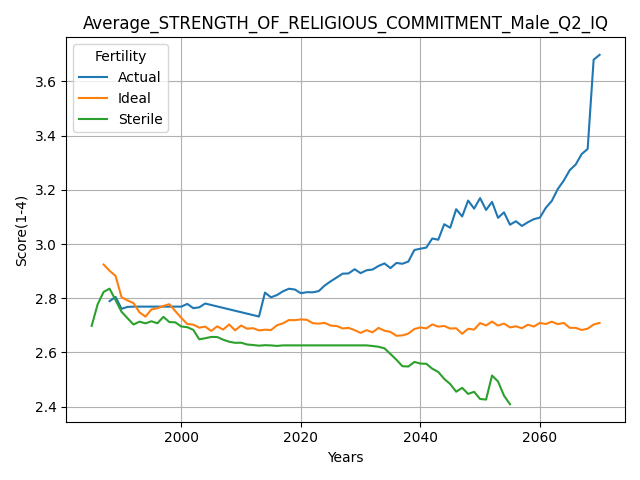 Average_STRENGTH_OF_RELIGIOUS_COMMITMENT_Male_Q2_IQ
Fertility
Actual
Ideal
Sterile
Score(1-4)
3.6
3.4
3.2
3.0
2.8
2.6
2.4
2000 2020 2040 2060
Years